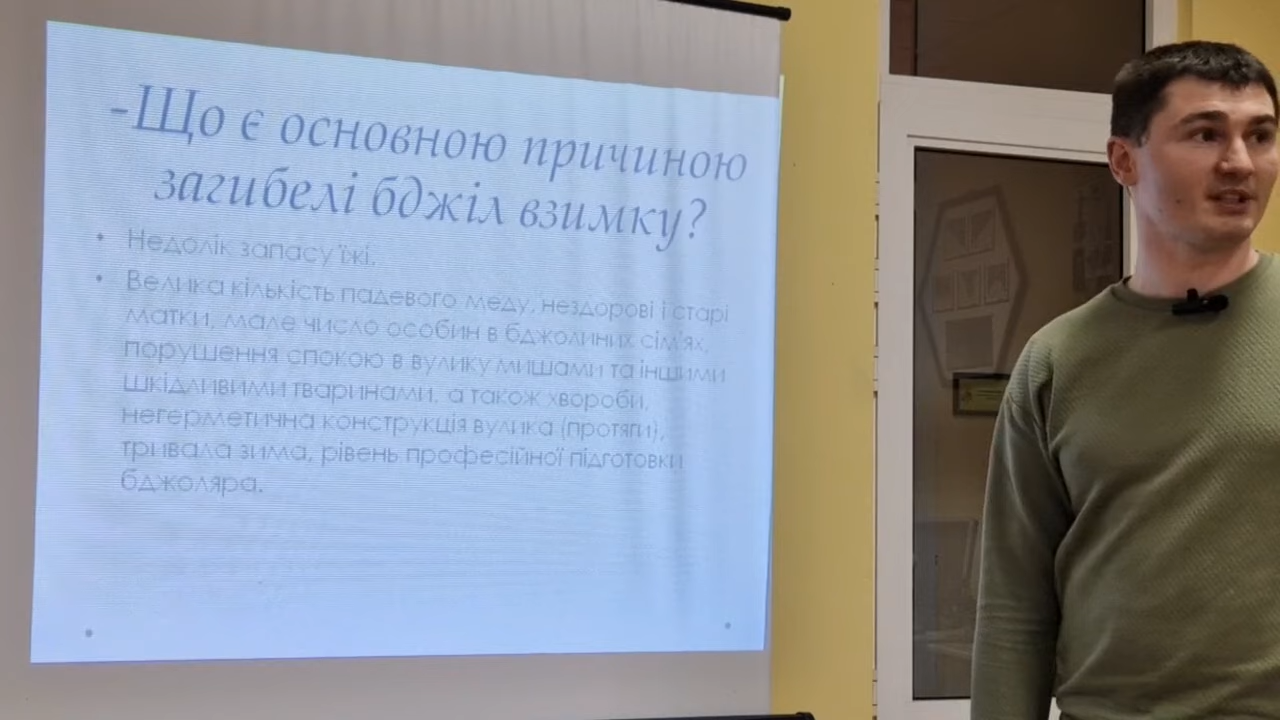 -Що є основною причиною
загибелі бджіл взимку?
• Недолік запасу їжі.
• Велика кількість падевого меду, нездорові і старі
матки, мале число особин в бджолиних сім'ях,
порушення спокою в вулику мишами та іншими
шкідливими тваринами, а також хвороби,
негерметична конструкція вулика (протяги),
тривала зима, рівень професійної підготовки
бджоляра.